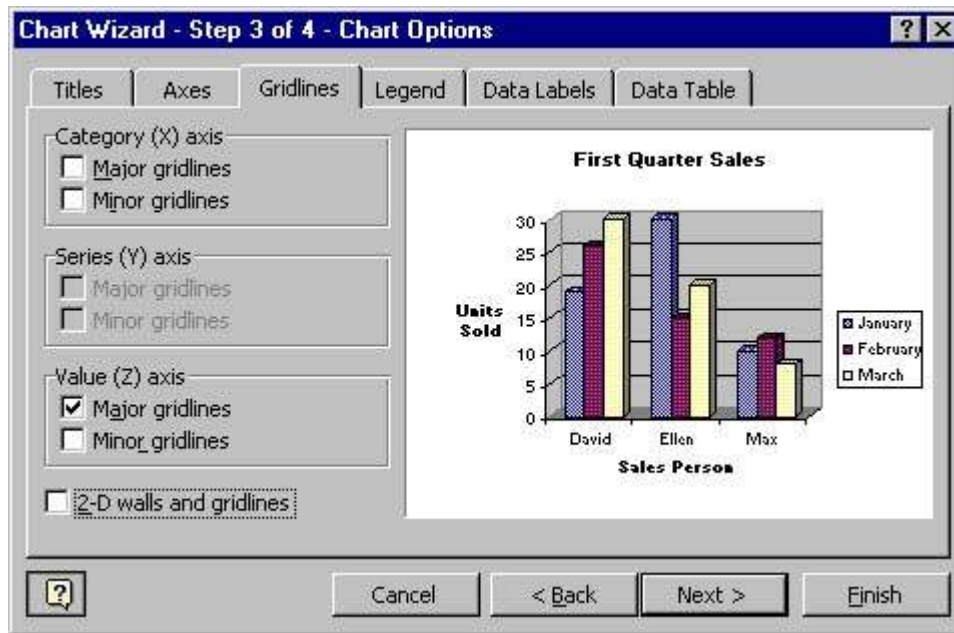 Chart Wizard - Step 3 of 4 - Chart Options
Titles Axes Gridlines Legend Data Labels Data Table
Category (X) axis
Major gridlines
Minor gridlines
Series (Y) axis
Major gridlines
Minor gridlines
Value (Z) axis
Major gridlines
Minor gridlines
2-D walls and gridlines
First Quarter Sales
30
25
20
15
10
5
0
Units
Sold
David Ellen Max
Sales Person
January
February
March
Cancel < Back Next > Finish